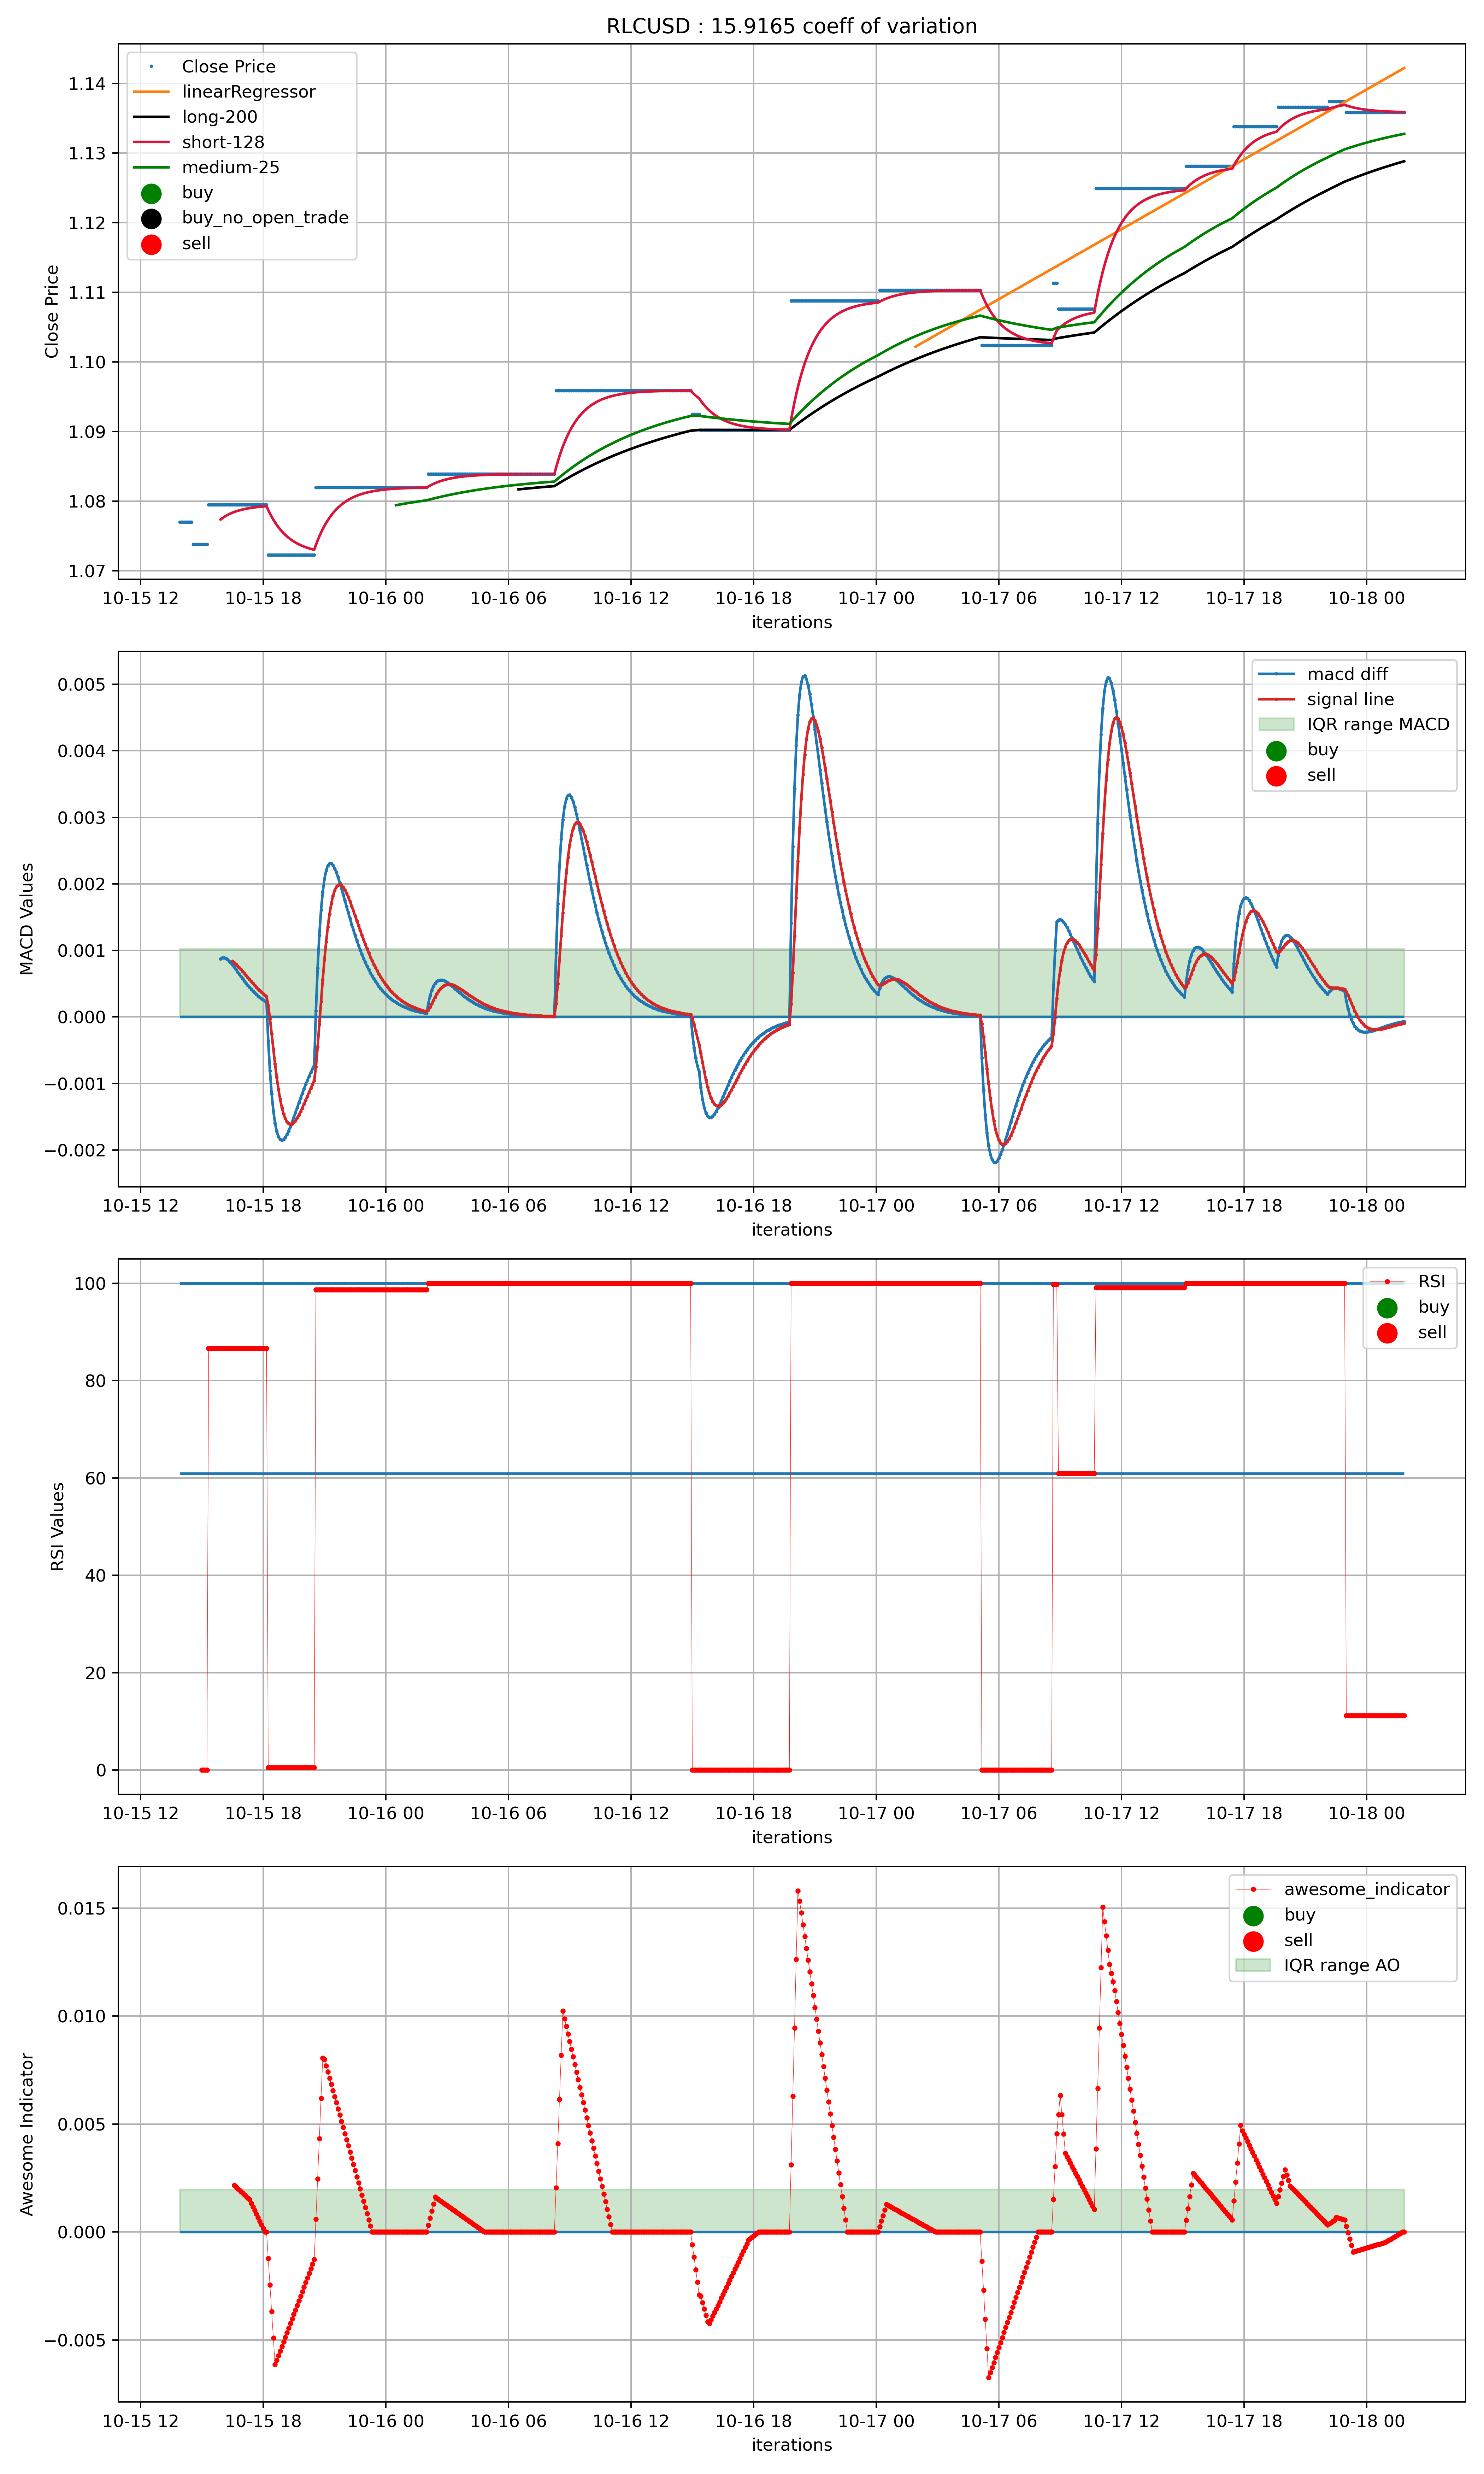 RLCUSD : 15.9165 coeff of variation
Close Price
linearRegressor
long-200
short-128
medium-25
buy
buy_no_open_trade
sell
1.14
1.13
1.12
1.11
1.10
1.09
1.08
1.07
Close Price
10-15 12 10-15 18 10-16 00 10-16 06 10-16 12 10-16 18 10-17 00 10-17 06 10-17 12 10-17 18 10-18 00
iterations
macd diff
signal line
IQR range MACD
buy
sell
0.005
0.004
0.003
0.002
0.001
0.000
−0.001
−0.002
MACD Values
10-15 12 10-15 18 10-16 00 10-16 06 10-16 12 10-16 18 10-17 00 10-17 06 10-17 12 10-17 18 10-18 00
iterations
RSI
buy
sell
100
80
60
40
20
0
RSI Values
10-15 12 10-15 18 10-16 00 10-16 06 10-16 12 10-16 18 10-17 00 10-17 06 10-17 12 10-17 18 10-18 00
iterations
awesome_indicator
buy
sell
IQR range AO
0.015
0.010
0.005
0.000
−0.005
Awesome Indicator
10-15 12 10-15 18 10-16 00 10-16 06 10-16 12 10-16 18 10-17 00 10-17 06 10-17 12 10-17 18 10-18 00
iterations